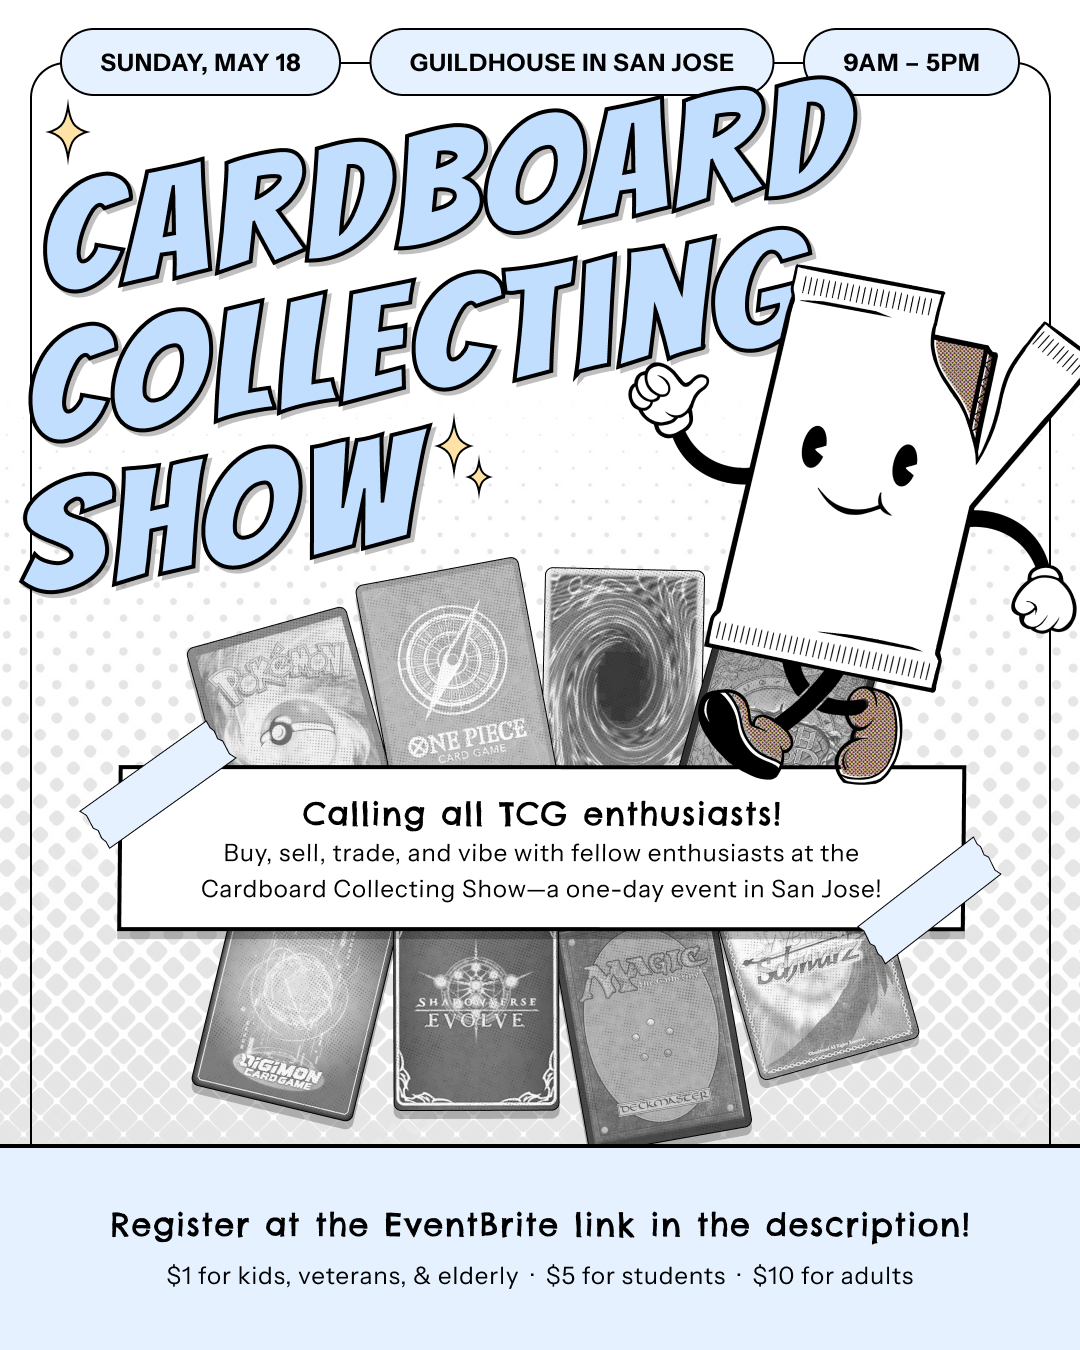 SUNDAY, MAY 18
GUILDHOUSE IN SAN JOSE
9AM – 5PM
CARDBOARD
COLLECTING
SHOW
POKéMON
ONE PIECE
CARD GAME
Calling all TCG enthusiasts!
Buy, sell, trade, and vibe with fellow enthusiasts at the
Cardboard Collecting Show—a one-day event in San Jose!
DIGIMON
CARD GAME
SHADOWVERSE
EVOLVE
MAGIC
DECKMASTER
Schwarz
Register at the EventBrite link in the description!
$1 for kids, veterans, & elderly · $5 for students · $10 for adults